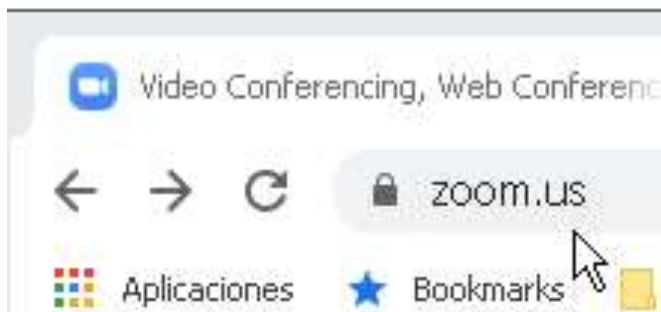 Video Conferencing, Web Conferenc
zoom.us
Aplicaciones Bookmarks